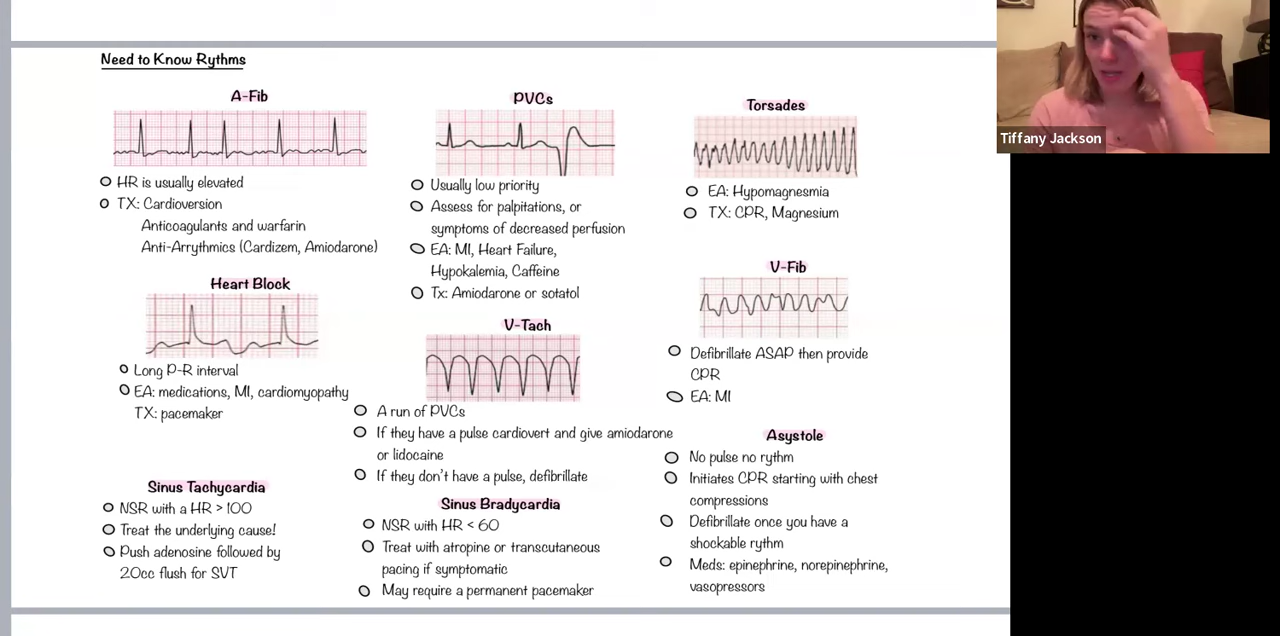 Need to Know Rythms
A-Fib
HR is usually elevated
TX: Cardioversion
Anticoagulants and warfarin
Anti-Arrythmics (Cardizem, Amiodarone)
Heart Block
Long P-R interval
EA: medications, MI, cardiomyopathy
TX: pacemaker
Sinus Tachycardia
NSR with a HR > 100
Treat the underlying cause!
Push adenosine followed by
20cc flush for SVT
PVCs
Usually low priority
Assess for palpitations, or
symptoms of decreased perfusion
EA: MI, Heart Failure,
Hypokalemia, Caffeine
Tx: Amiodarone or sotatol
V-Tach
A run of PVCs
If they have a pulse cardiovert and give amiodarone
or lidocaine
If they don't have a pulse, defibrillate
Sinus Bradycardia
NSR with HR < 60
Treat with atropine or transcutaneous
pacing if symptomatic
May require a permanent pacemaker
Torsades
EA: Hypomagnesmia
TX: CPR, Magnesium
V-Fib
Defibrillate ASAP then provide
CPR
EA: MI
Asystole
No pulse no rythm
Initiates CPR starting with chest
compressions
Defibrillate once you have a
shockable rythm
Meds: epinephrine, norepinephrine,
vasopressors
Tiffany Jackson